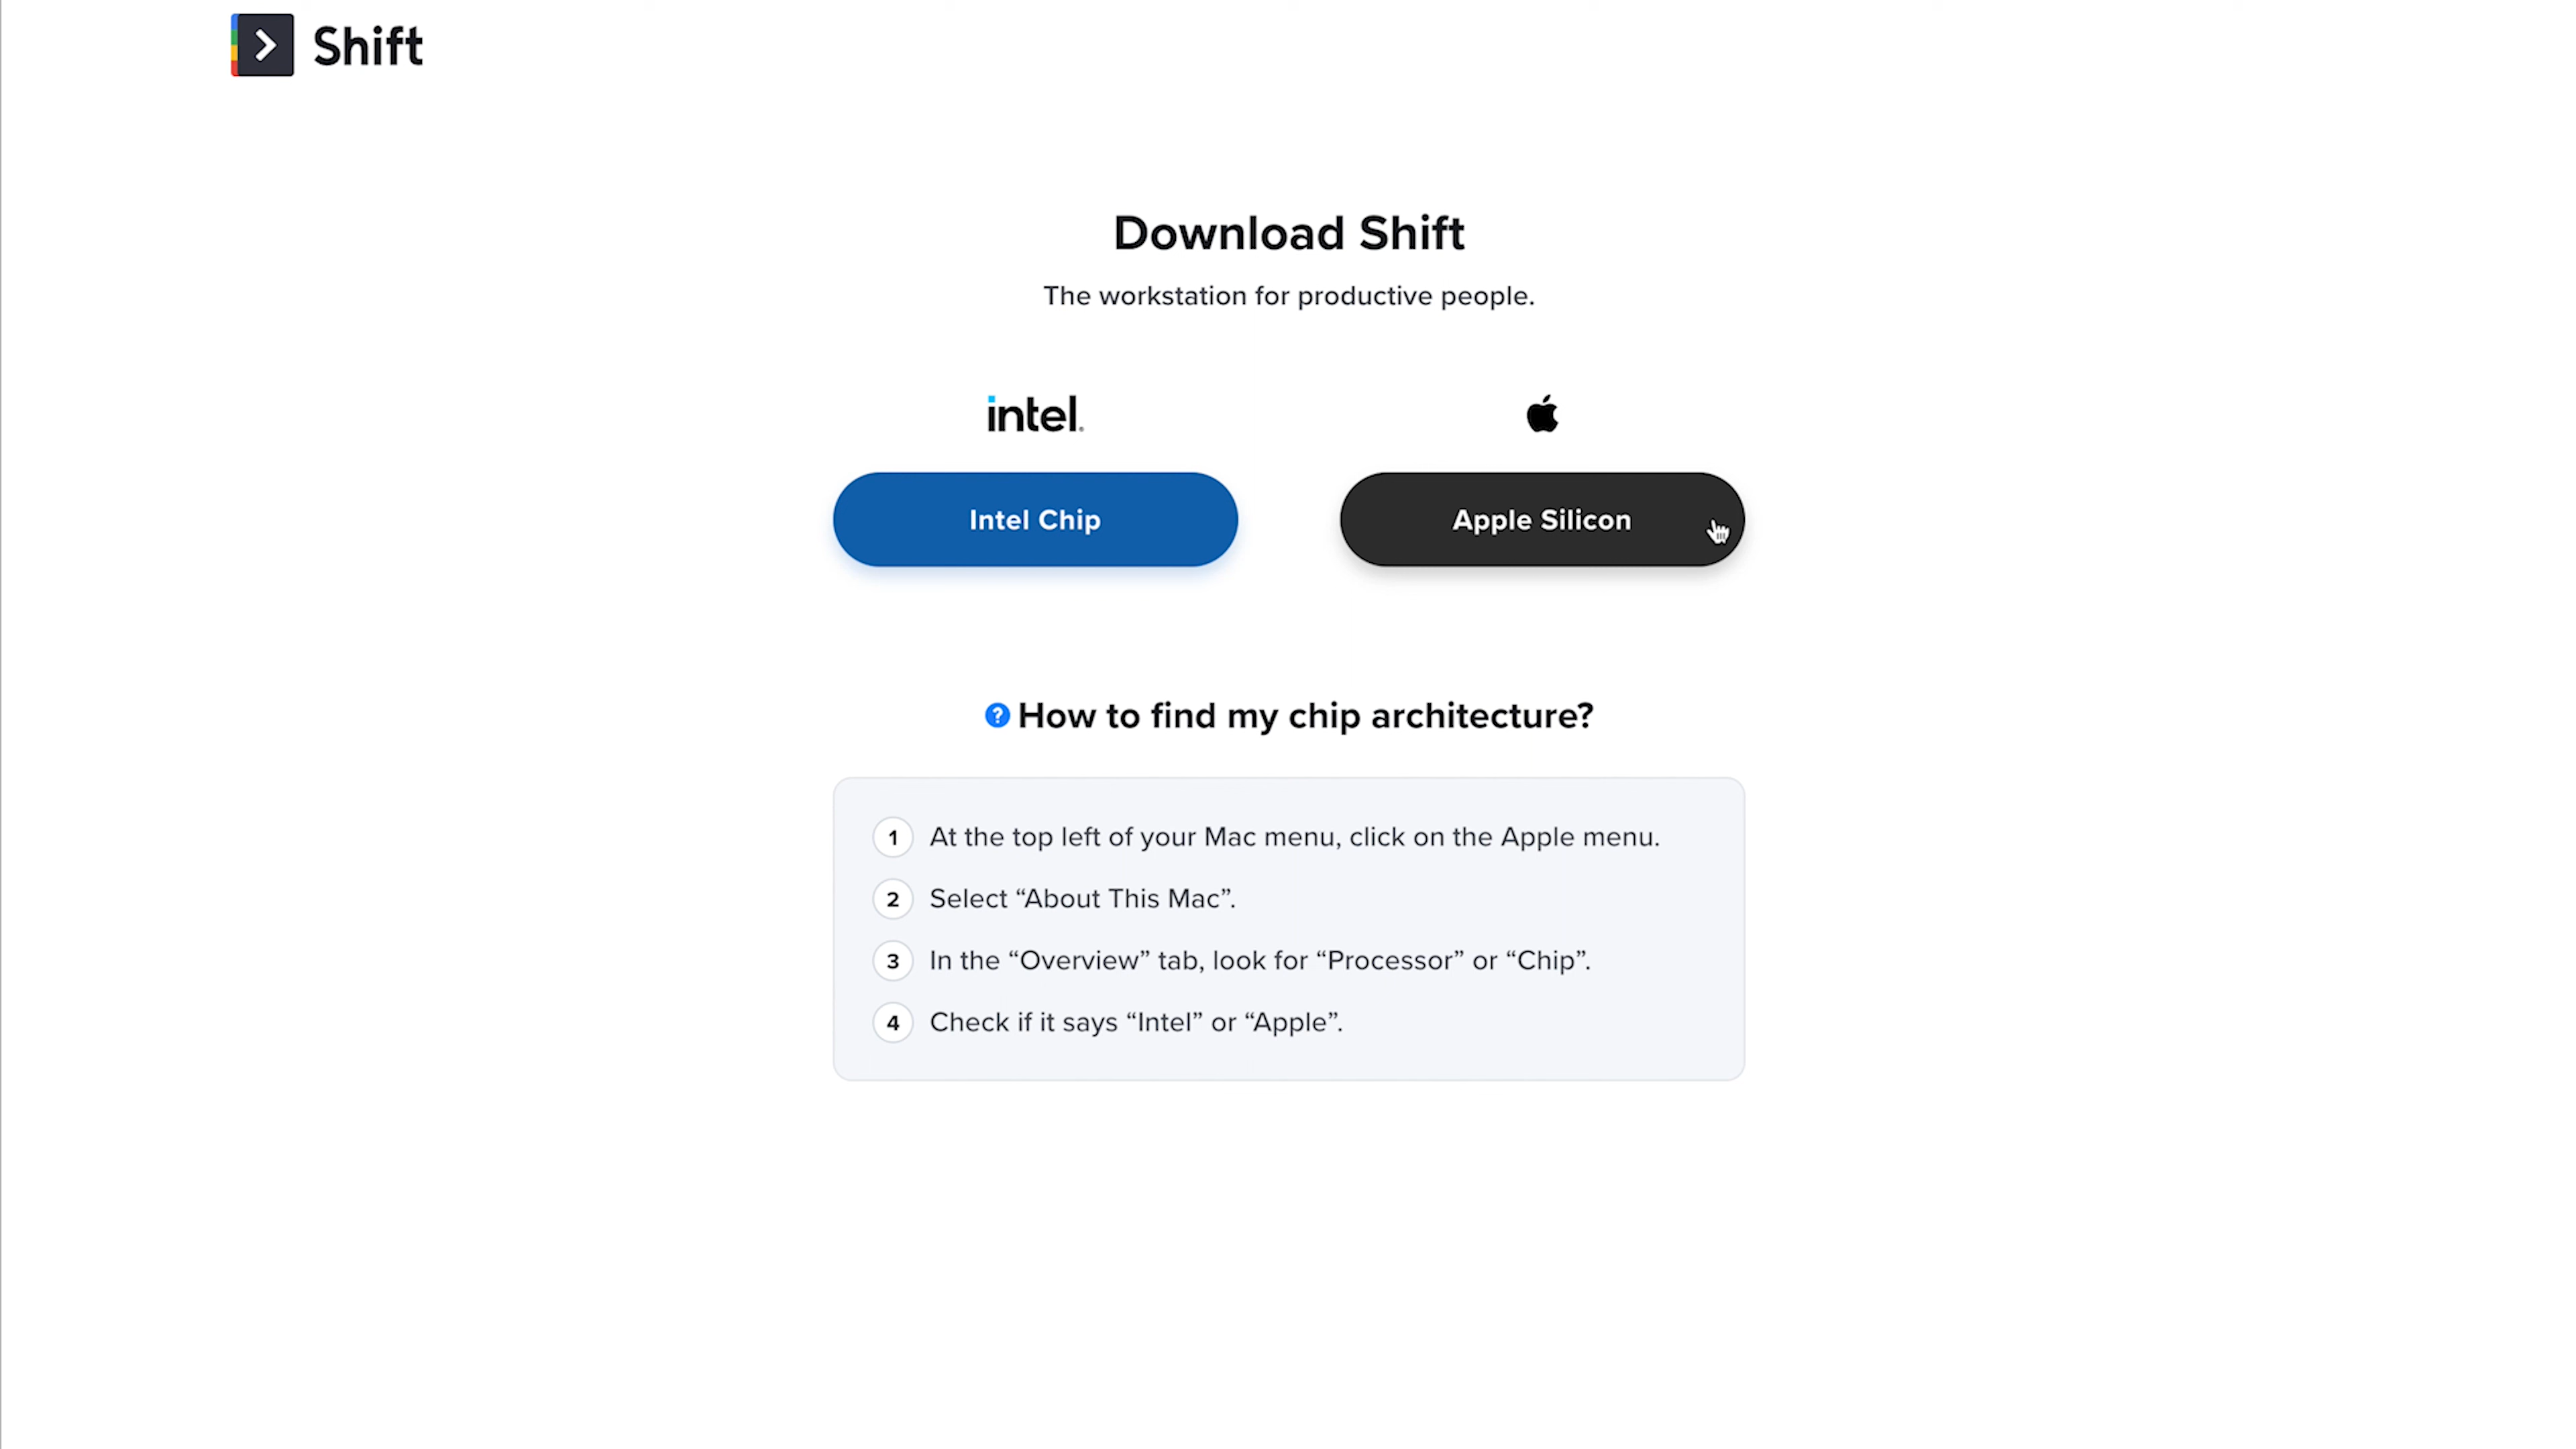 Shift
Download Shift
The workstation for productive people.
intel.
Intel Chip
Apple Silicon
? How to find my chip architecture?
1 At the top left of your Mac menu, click on the Apple menu.
2 Select “About This Mac”.
3 In the “Overview” tab, look for “Processor” or “Chip”.
4 Check if it says “Intel” or “Apple”.